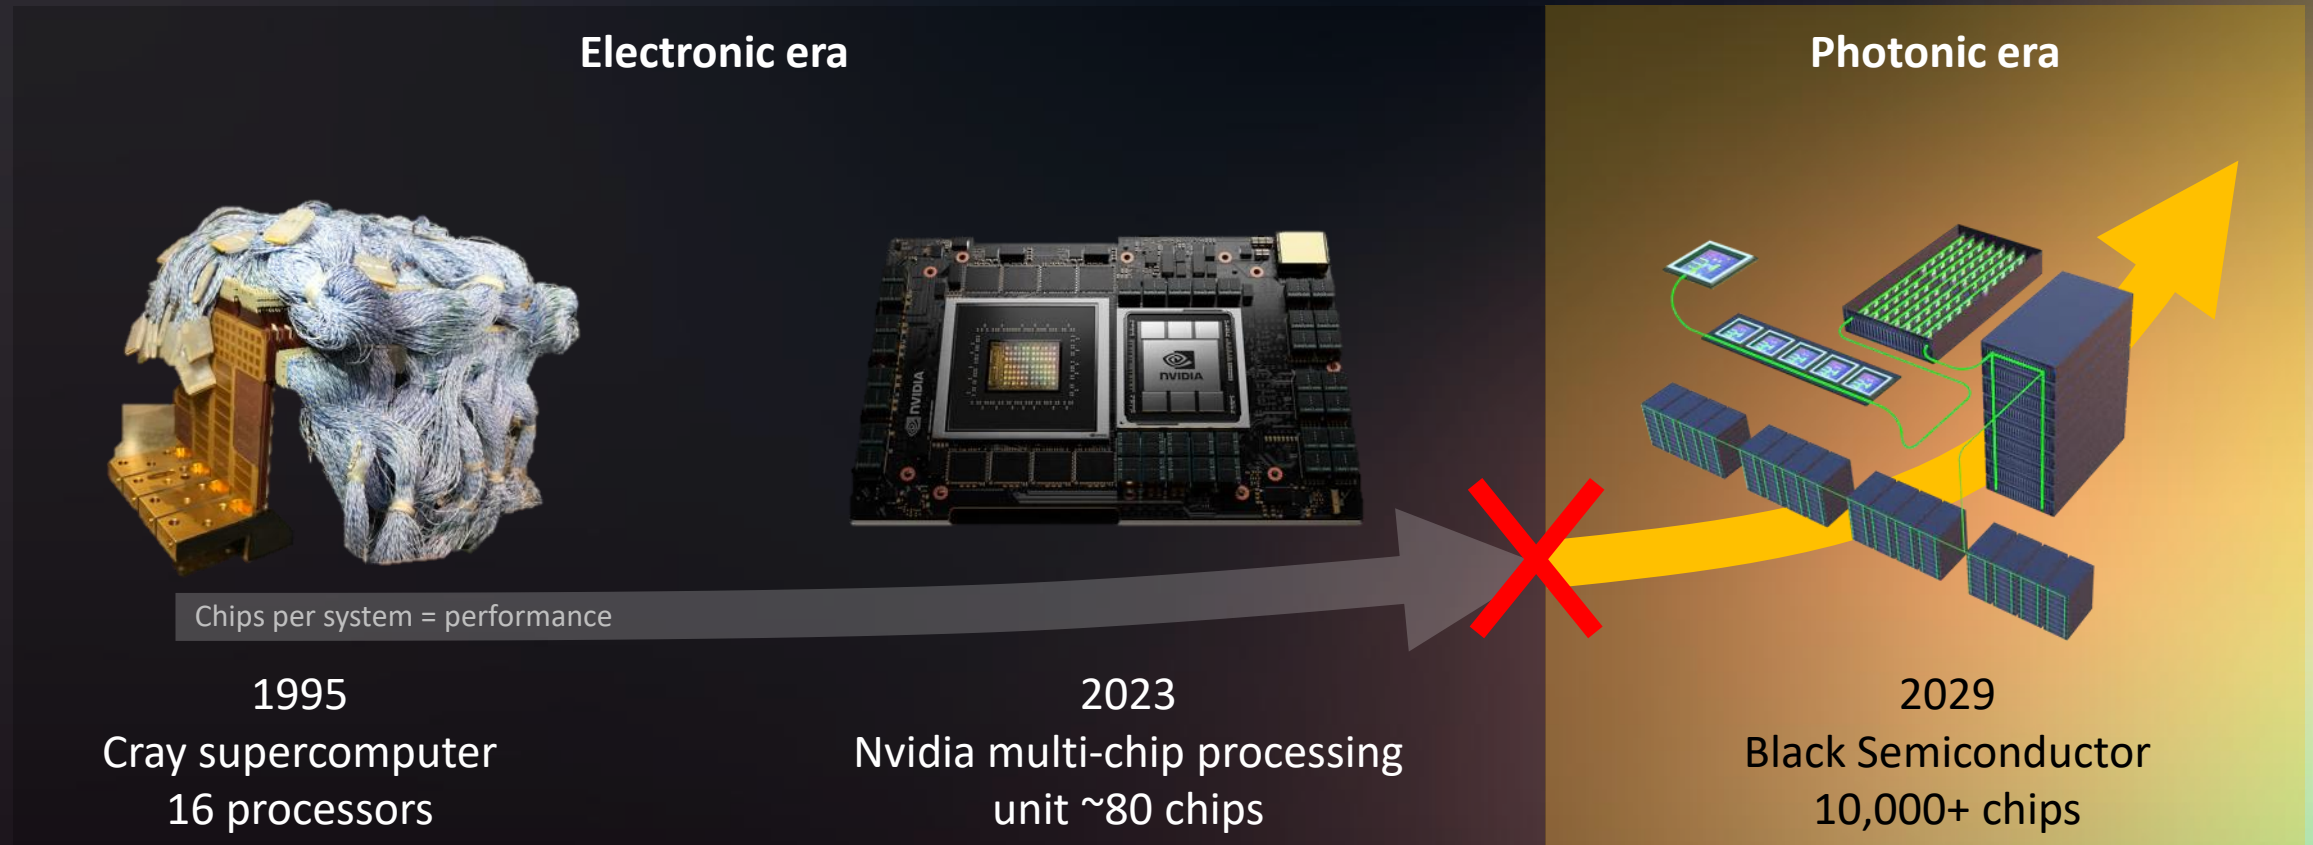 Electronic era
Photonic era
NVIDIA
NVIDIA
Chips per system = performance
1995
Cray supercomputer
16 processors
2023
Nvidia multi-chip processing
unit ~80 chips
2029
Black Semiconductor
10,000+ chips